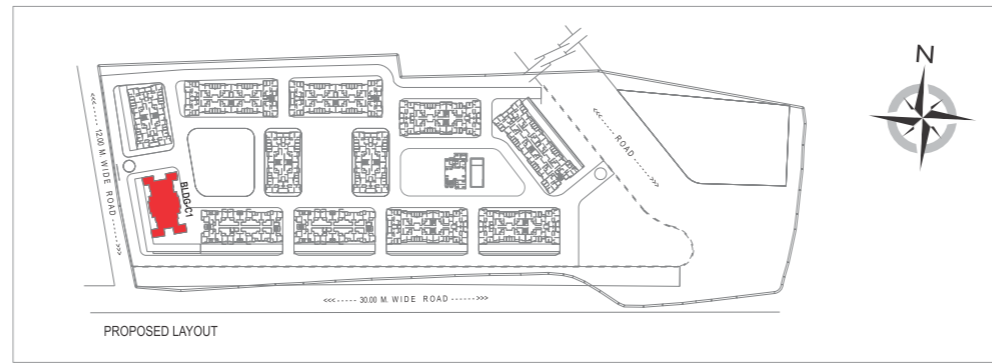 N
<<<----- 12.00 M. WIDE ROAD ----->>>
<<<----- ROAD ----->>>
BLDG-C1
<<<----- 30.00 M. WIDE ROAD ----->>>
PROPOSED LAYOUT